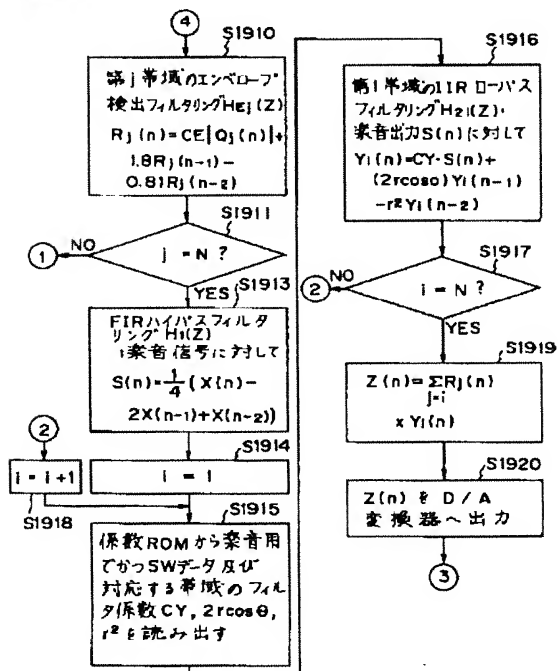 ④
S1910
第j帯域のエンベロープ
検出フィルタリングHEj(Z)
Rj(n)=CE|Qj(n)|+
1.8Rj(n-1)-
0.81Rj(n-2)
S1911
j = N ?
NO
①
YES
S1913
FIRハイパスフィルタ
リングH1(Z)
:楽音信号に対して
S(n)=1/4(X(n)-
2X(n-1)+X(n-2))
②
S1914
i = i+1
i = 1
S1918
S1915
係数ROMから楽音用
でかつSWデータ及び
対応する帯域のフィル
タ係数CY, 2rcosθ,
r²を読み出す
S1916
第i帯域のIIRローパス
フィルタリングH2i(Z)・
楽音出力S(n)に対して
Yi(n)=CY·S(n)+
(2rcosθ)Yi(n-1)
-r²Yi(n-2)
S1917
i = N ?
NO
②
YES
S1919
Z(n)=ΣRj(n)
j=i
x Yi(n)
S1920
Z(n)をD/A
変換器へ出力
③